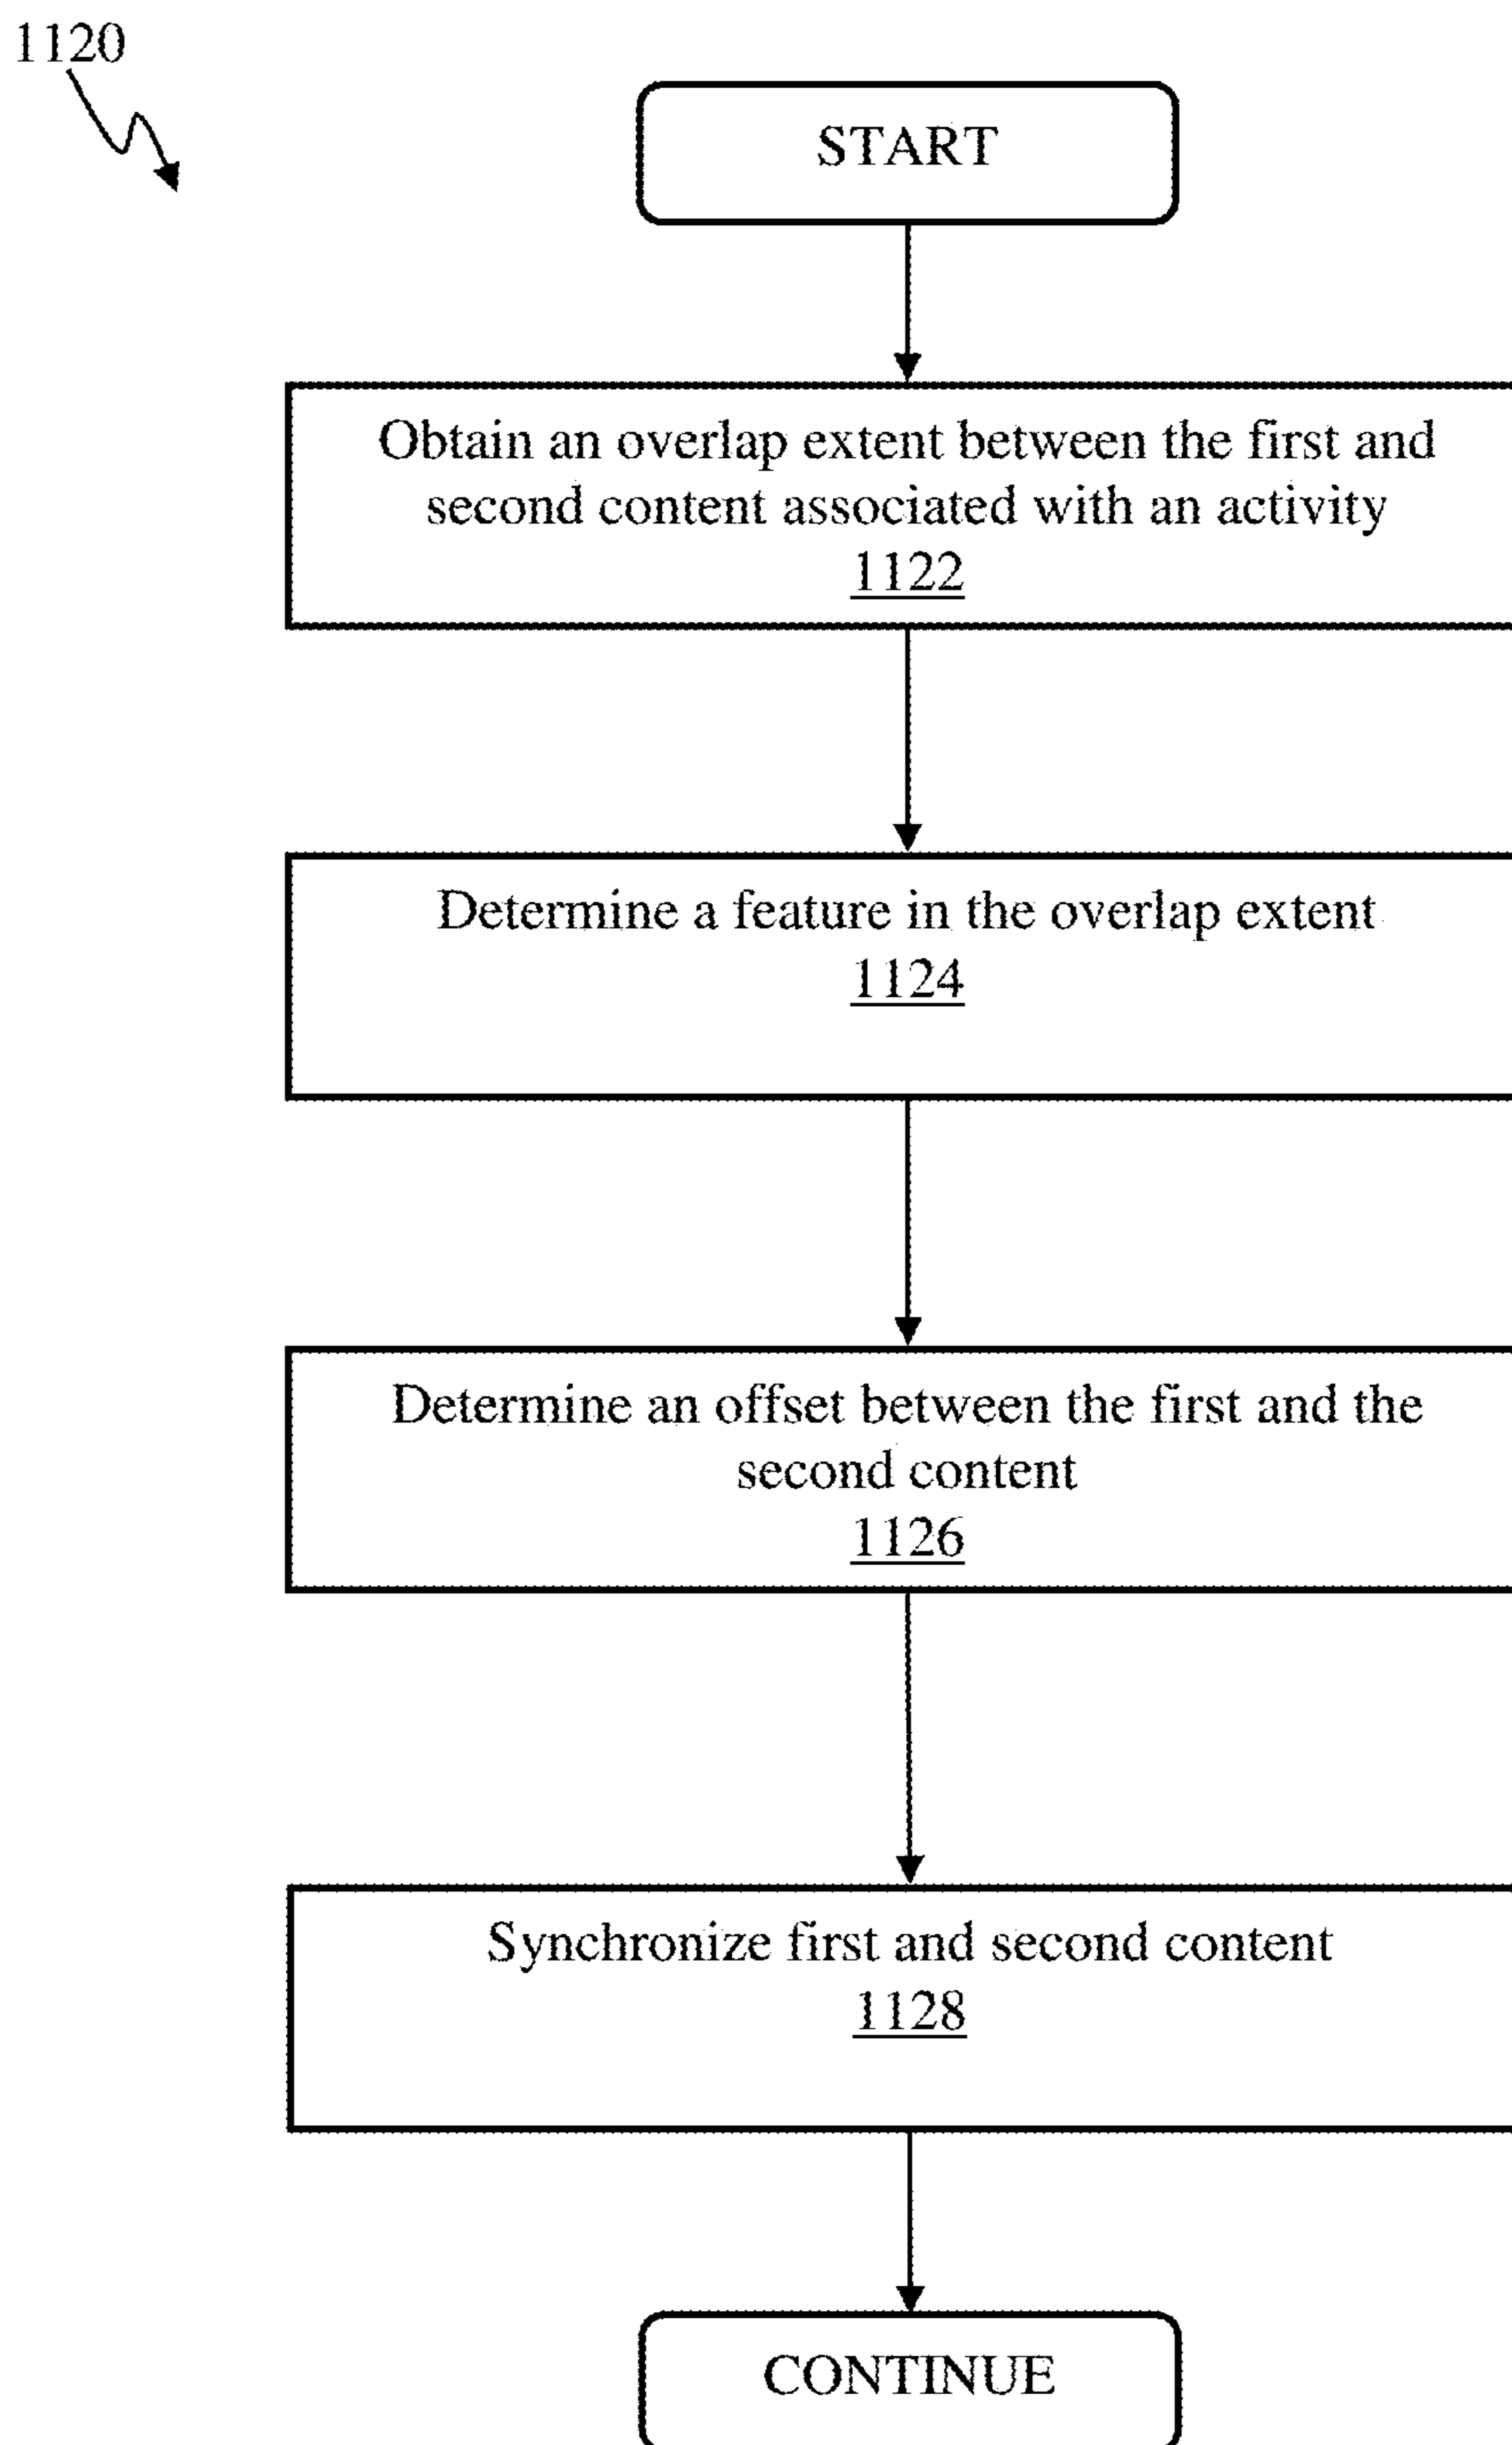 1120
START
Obtain an overlap extent between the first and
second content associated with an activity
1122
Determine a feature in the overlap extent
1124
Determine an offset between the first and the
second content
1126
Synchronize first and second content
1128
CONTINUE